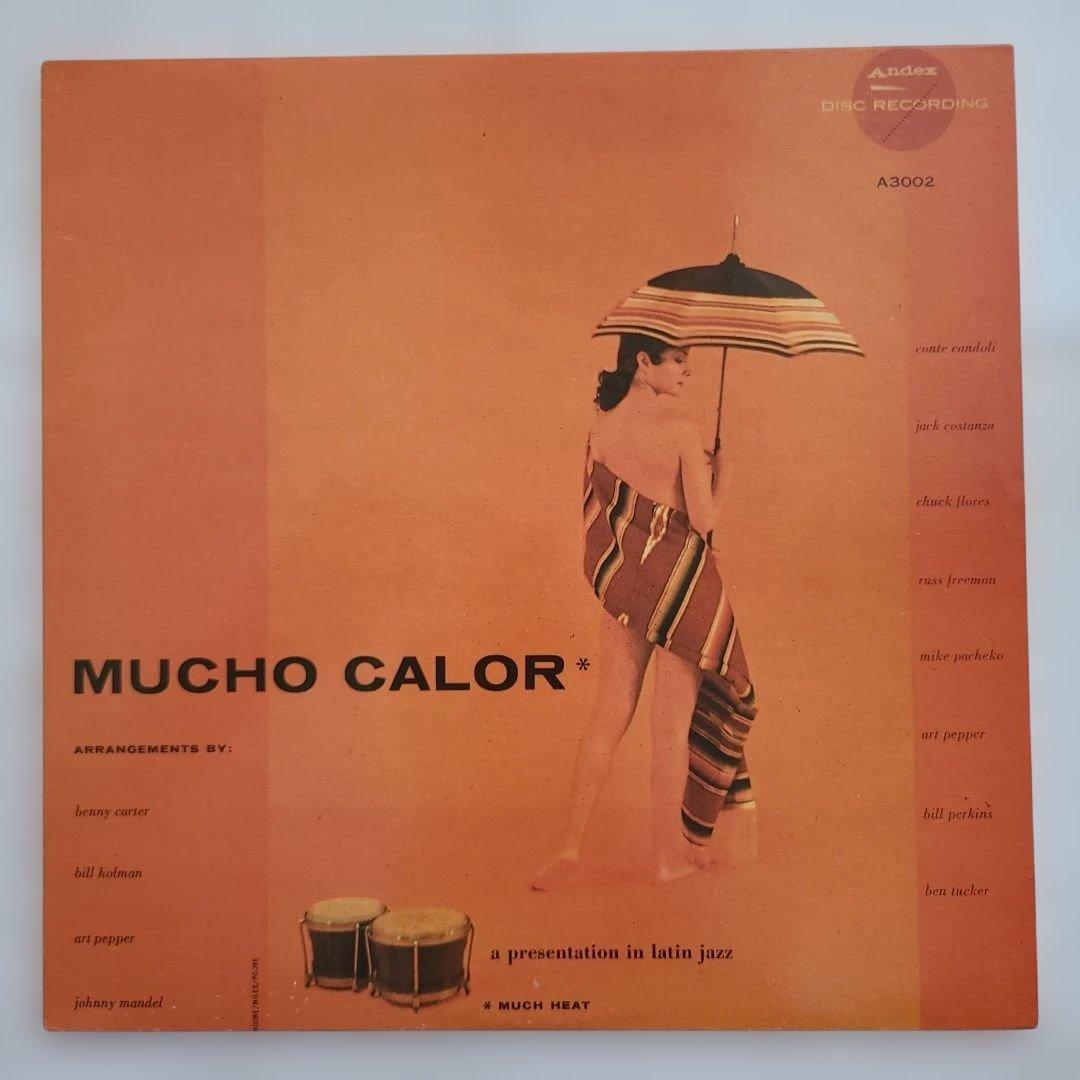 Andex
DISC RECORDING
A3002
conte candoli
jack costanza
chuck flores
russ freeman
mike pacheko
art pepper
bill perkins
ben tucker
MUCHO CALOR*
ARRANGEMENTS BY:
benny carter
bill holman
art pepper
johnny mandel
a presentation in latin jazz
* MUCH HEAT